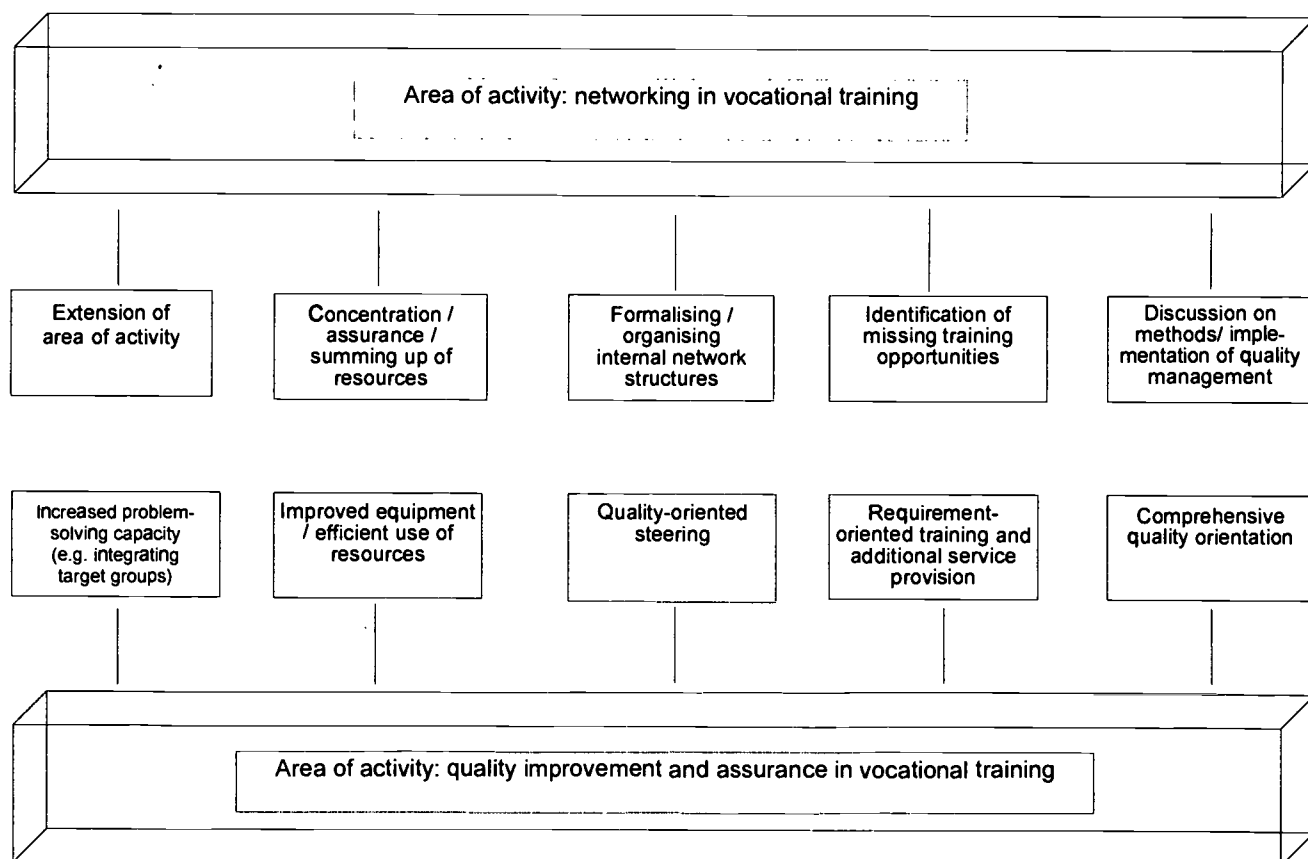 Area of activity: networking in vocational training
Extension of
area of activity
Concentration /
assurance /
summing up of
resources
Formalising /
organising
internal network
structures
Identification of
missing training
opportunities
Discussion on
methods/ imple-
mentation of quality
management
Increased problem-
solving capacity
(e.g. integrating
target groups)
Improved equipment
/ efficient use of
resources
Quality-oriented
steering
Requirement-
oriented training and
additional service
provision
Comprehensive
quality orientation
Area of activity: quality improvement and assurance in vocational training